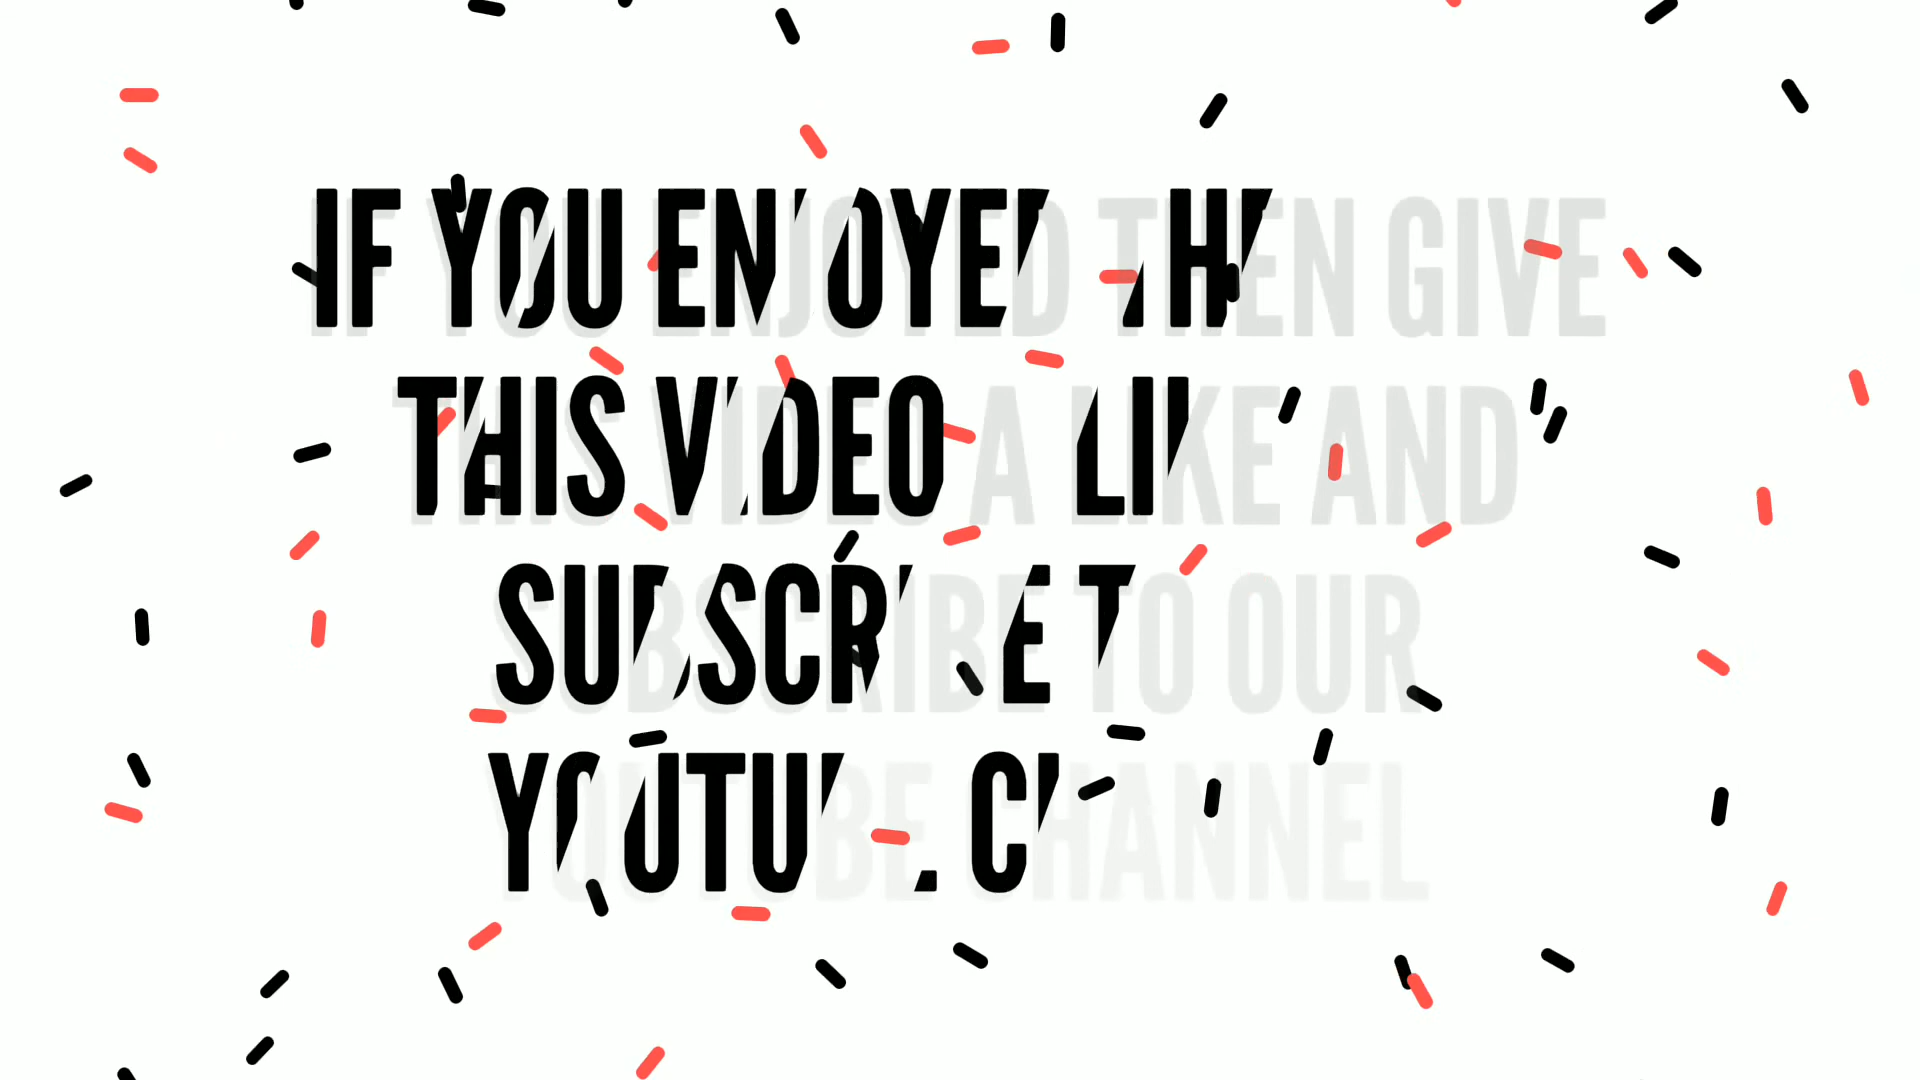 IF YOU ENJOYED THEN GIVE
THIS VIDEO A LIKE AND
SUBSCRIBE TO OUR
YOUTUBE CHANNEL